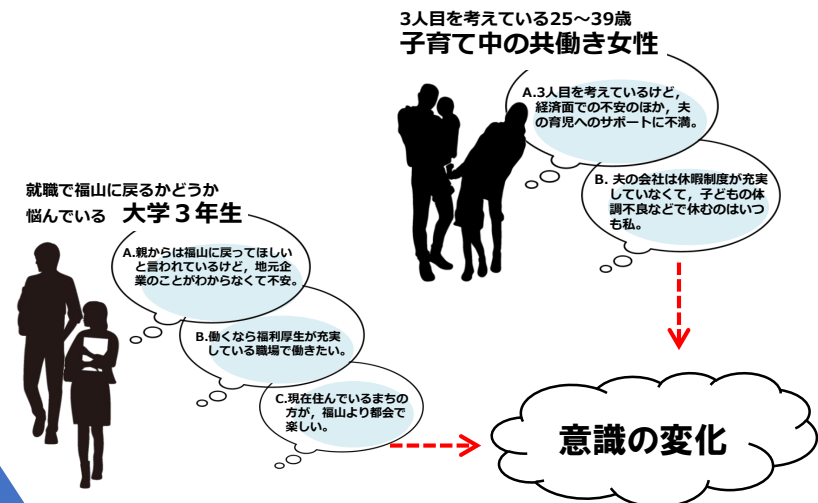 3人目を考えている25～39歳
子育て中の共働き女性
A.3人目を考えているけど，
経済面での不安のほか，夫
の育児へのサポートに不満。
B. 夫の会社は休暇制度が充実
していなくて，子どもの体
調不良などで休むのはいつ
も私。
就職で福山に戻るかどうか
悩んでいる 大学３年生
A.親からは福山に戻ってほしい
と言われているけど，地元企
業のことがわからなくて不安。
B.働くなら福利厚生が充実
している職場で働きたい。
C.現在住んでいるまちの
方が，福山より都会で
楽しい。
意識の変化